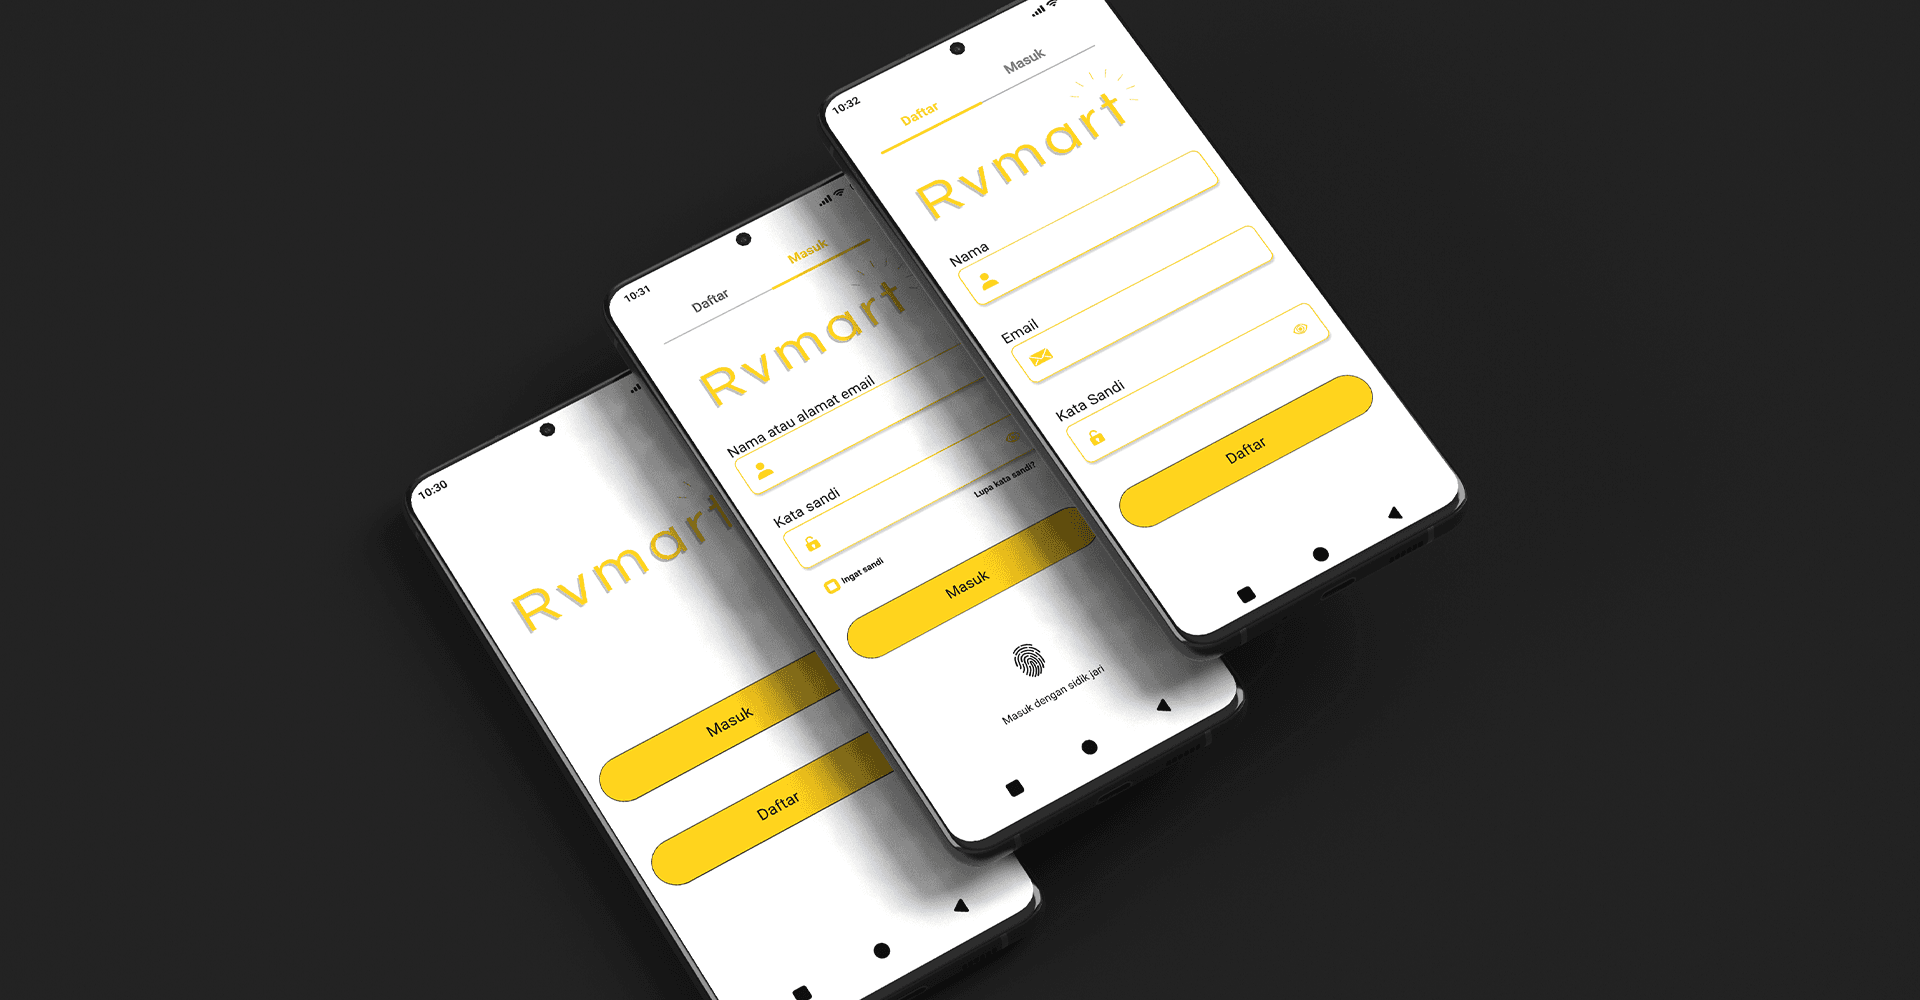 10:30
Rvmart
Masuk
Daftar
10:31
Daftar
Masuk
Rvmart
Nama atau alamat email
Kata sandi
Lupa kata sandi?
Ingat sandi
Masuk
Masuk dengan sidik jari
10:32
Daftar
Masuk
Rvmart
Nama
Email
Kata Sandi
Daftar